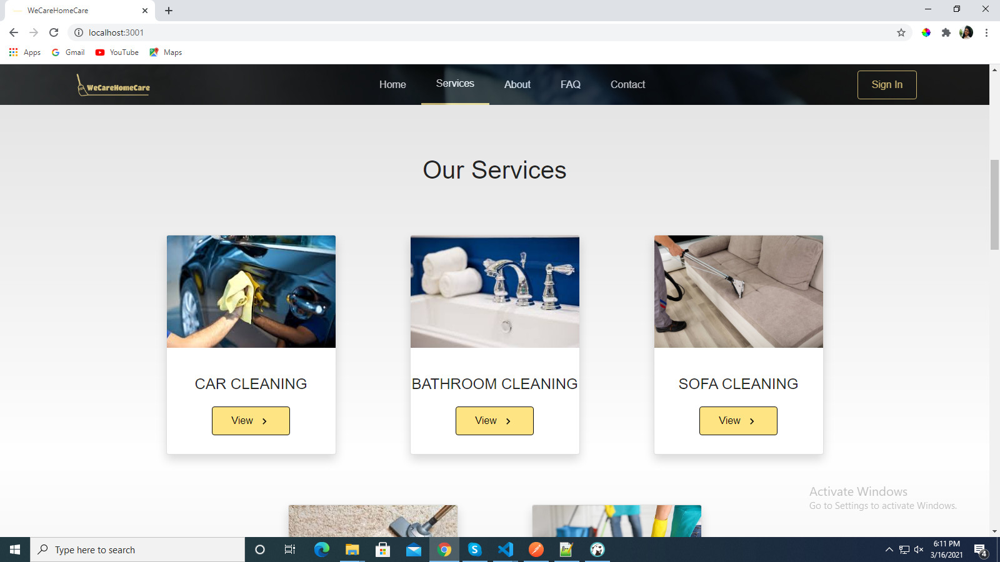 WeCareHomeCare
localhost:3001
Apps Gmail YouTube Maps
WeCareHomeCare Home Services About FAQ Contact Sign In
Our Services
CAR CLEANING
View
BATHROOM CLEANING
View
SOFA CLEANING
View
Activate Windows
Go to Settings to activate Windows.
Type here to search
6:11 PM
3/16/2021
4